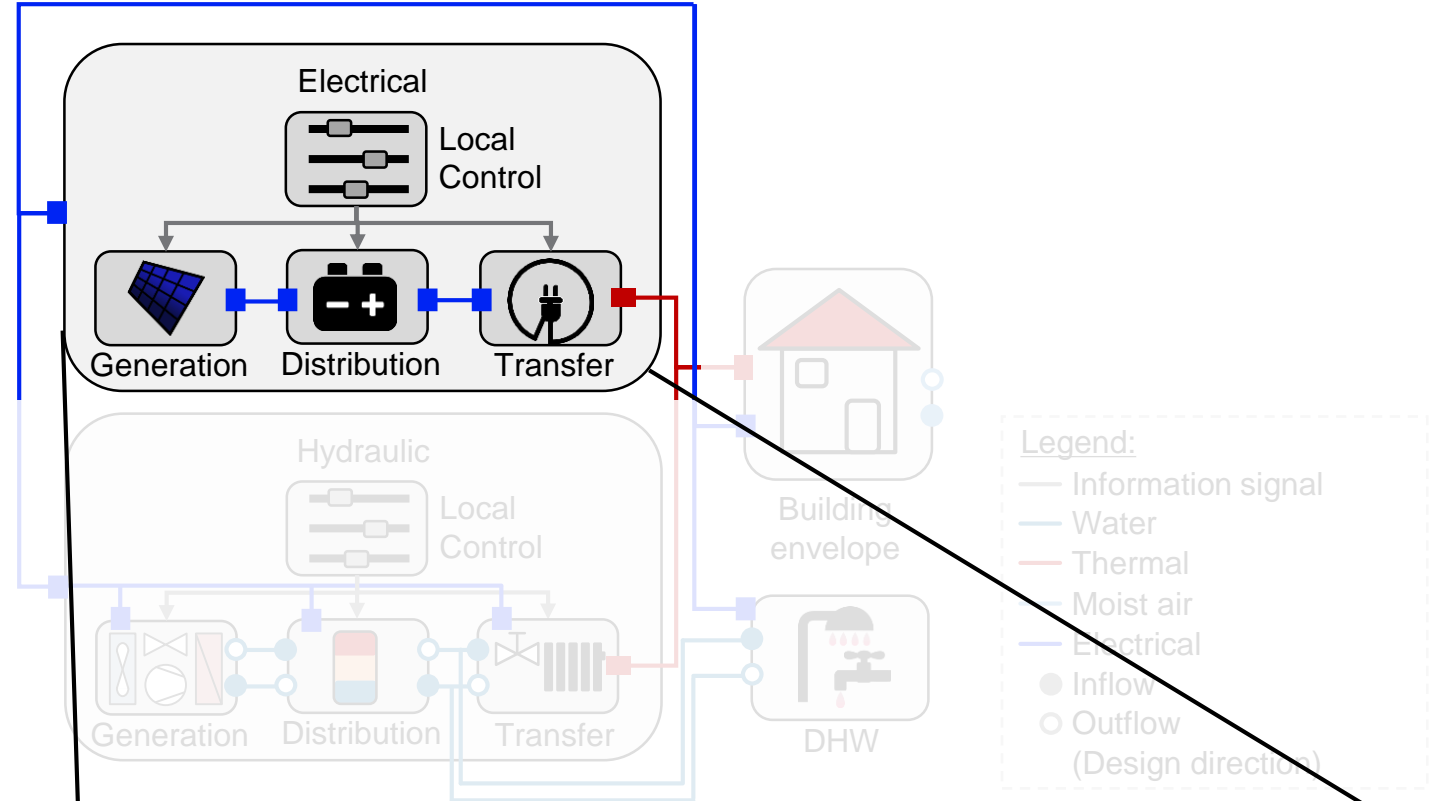 Electrical
Local
Control
Generation
Distribution
Transfer
Hydraulic
Local
Control
Generation
Distribution
Transfer
Building
envelope
DHW
Legend:
Information signal
Water
Thermal
Moist air
Electrical
Inflow
Outflow
(Design direction)